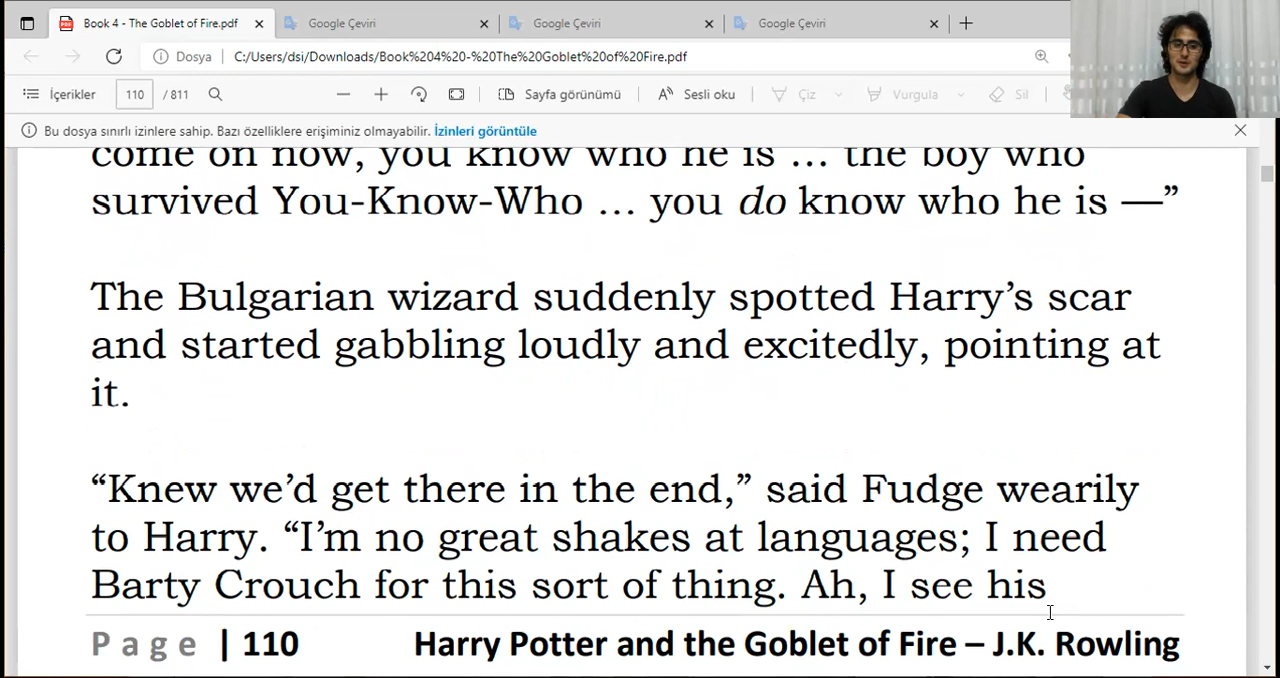 Book 4 - The Goblet of Fire.pdf
Google Çeviri
Google Çeviri
Google Çeviri
Dosya
C:/Users/dsi/Downloads/Book%204%20-%20The%20Goblet%20of%20Fire.pdf
İçerikler
110 / 811
Sayfa görünümü
Sesli oku
Çiz
Vurgula
Sil
Bu dosya sınırlı izinlere sahip. Bazı özelliklere erişiminiz olmayabilir. İzinleri görüntüle
come on now, you know who he is … the boy who
survived You-Know-Who … you do know who he is —”
The Bulgarian wizard suddenly spotted Harry’s scar
and started gabbling loudly and excitedly, pointing at
it.
“Knew we’d get there in the end,” said Fudge wearily
to Harry. “I’m no great shakes at languages; I need
Barty Crouch for this sort of thing. Ah, I see his
Page | 110 Harry Potter and the Goblet of Fire – J.K. Rowling